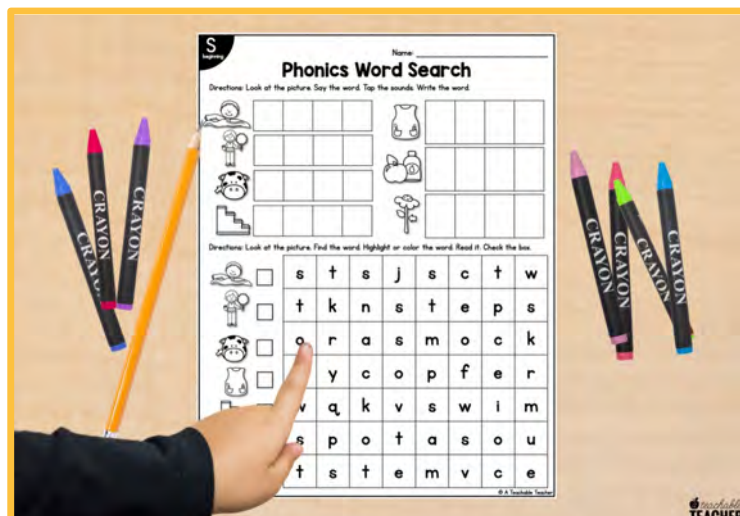 S
beginning
Name:
Phonics Word Search
Directions: Look at the picture. Say the word. Tap the sounds. Write the word.
Directions: Look at the picture. Find the word. Highlight or color the word. Read it. Check the box.
s t s j s c t w
t k n s t e p s
o r a s m o c k
y c o p f e r
v q k v s w i m
s p o t a s o u
t s t e m v c e
© A Teachable Teacher
CRAYON
CRAYON
CRAYON
CRAYON
CRAYON
CRAYON
CRAYON
a teachable
TEACHER